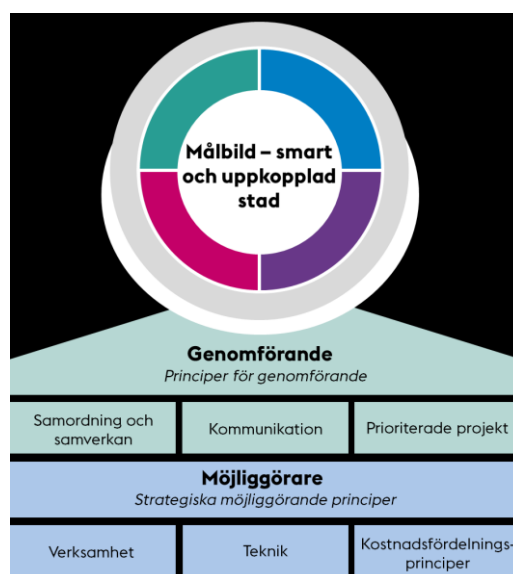 Målbild – smart
och uppkopplad
stad
Genomförande
Principer för genomförande
Samordning och
samverkan
Kommunikation
Prioriterade projekt
Möjliggörare
Strategiska möjliggörande principer
Verksamhet
Teknik
Kostnadsfördelnings-
principer